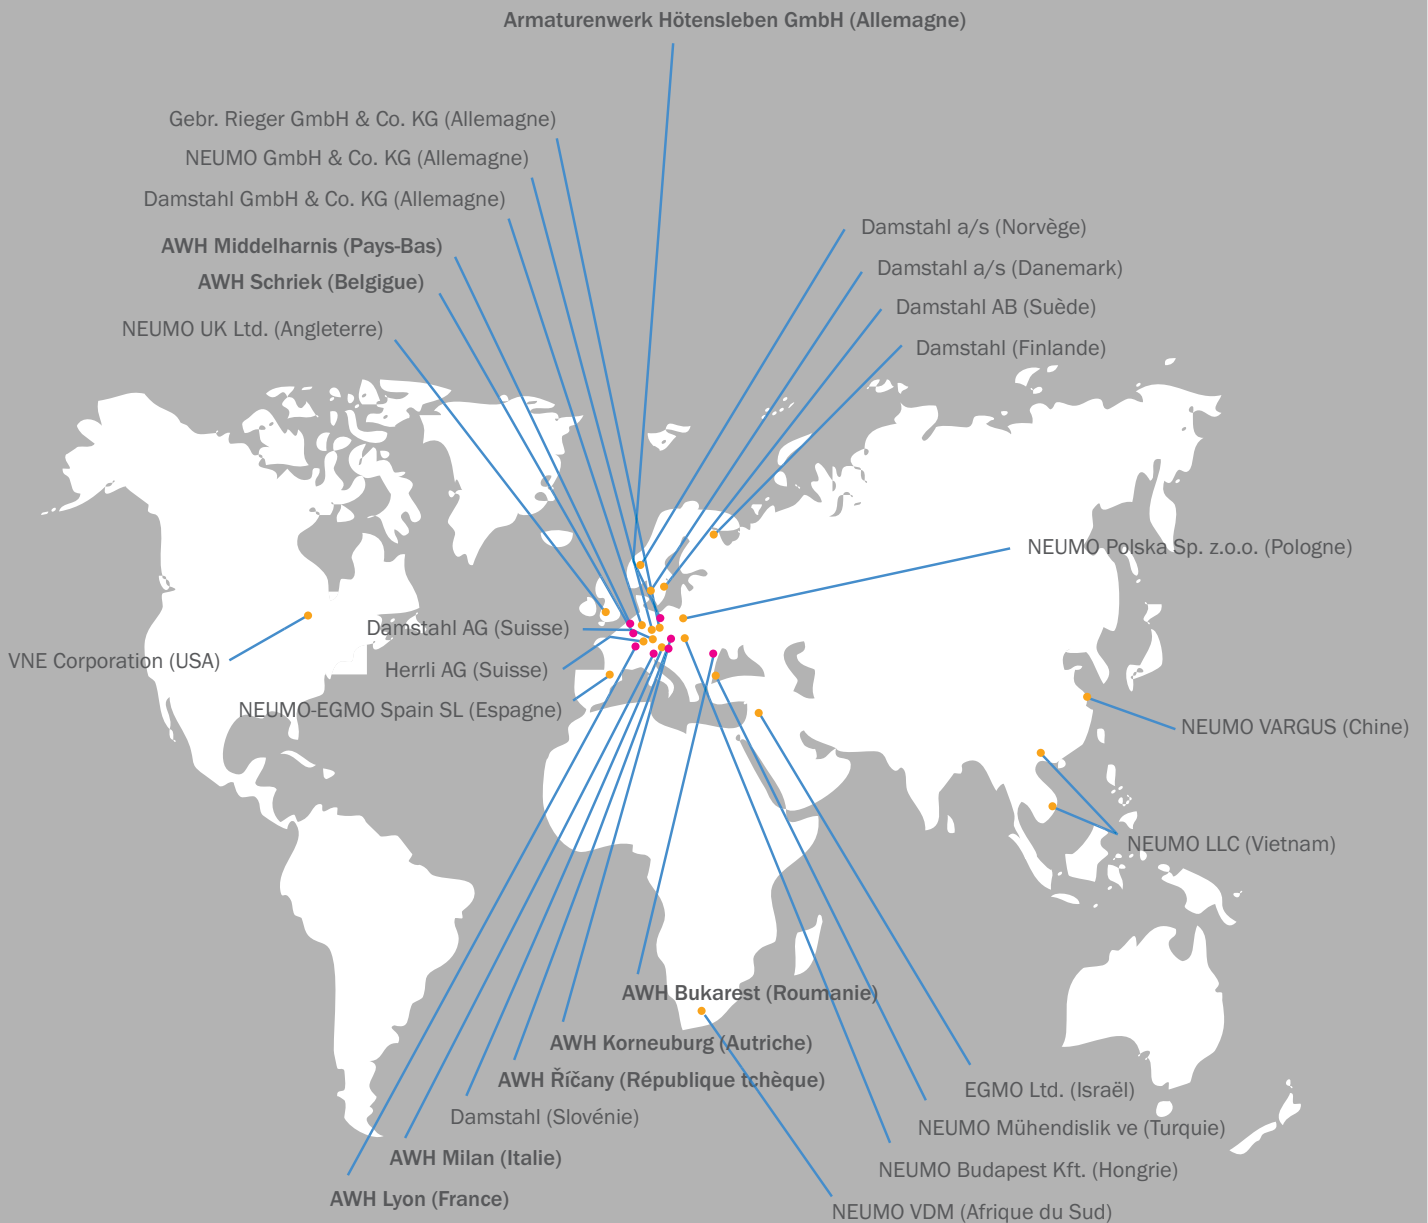 Armaturenwerk Hötensleben GmbH (Allemagne)
Gebr. Rieger GmbH & Co. KG (Allemagne)
NEUMO GmbH & Co. KG (Allemagne)
Damstahl GmbH & Co. KG (Allemagne)
AWH Middelharnis (Pays-Bas)
AWH Schriek (Belgigue)
NEUMO UK Ltd. (Angleterre)
Damstahl a/s (Norvège)
Damstahl a/s (Danemark)
Damstahl AB (Suède)
Damstahl (Finlande)
NEUMO Polska Sp. z.o.o. (Pologne)
Damstahl AG (Suisse)
VNE Corporation (USA)
Herrli AG (Suisse)
NEUMO-EGMO Spain SL (Espagne)
NEUMO VARGUS (Chine)
NEUMO LLC (Vietnam)
AWH Bukarest (Roumanie)
AWH Korneuburg (Autriche)
AWH Říčany (République tchèque)
Damstahl (Slovénie)
AWH Milan (Italie)
AWH Lyon (France)
EGMO Ltd. (Israël)
NEUMO Mühendislik ve (Turquie)
NEUMO Budapest Kft. (Hongrie)
NEUMO VDM (Afrique du Sud)